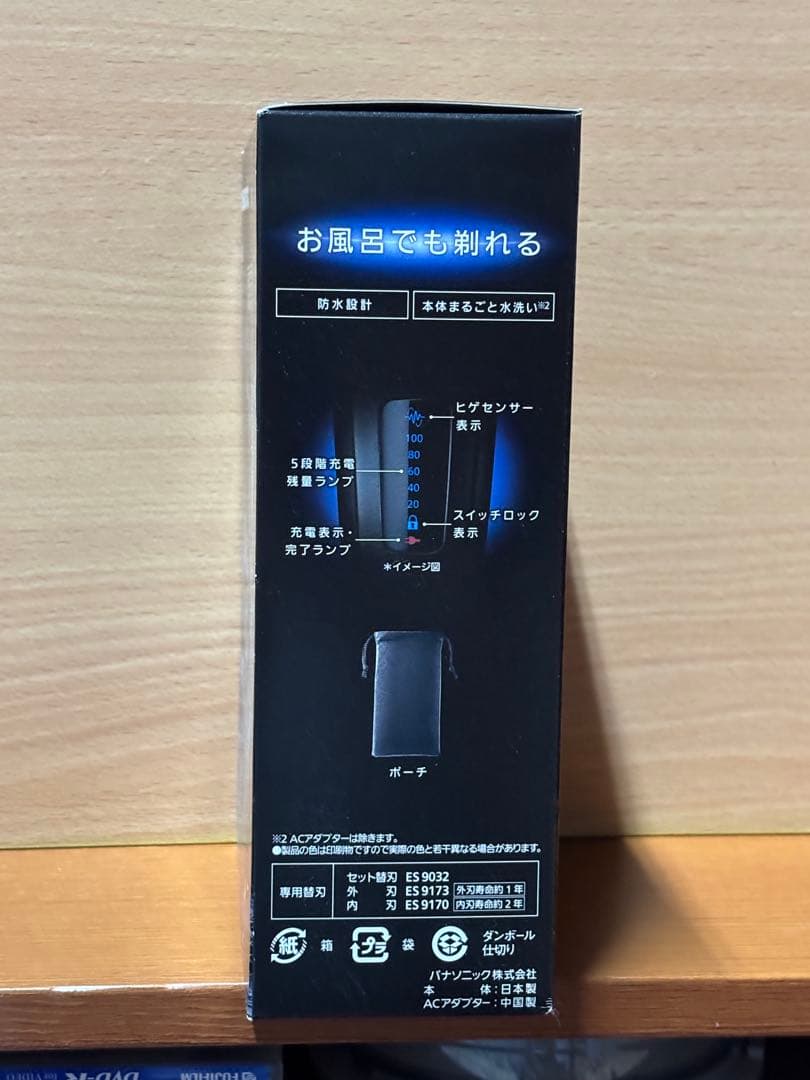 お風呂でも剃れる
防水設計
本体まるごと水洗い※2
ヒゲセンサー
表示
100
80
5段階充電
残量ランプ
60
40
20
スイッチロック
表示
充電表示・
完了ランプ
＊イメージ図
ポーチ
※2 ACアダプターは除きます。
●製品の色は印刷物ですので実際の色と若干異なる場合があります。
専用替刃
セット替刃 ES9032
外 刃 ES9173 外刃寿命約1年
内 刃 ES9170 内刃寿命約2年
紙 箱 プラ 袋 ダンボール
仕切り
パナソニック株式会社
本 体：日本製
ACアダプター：中国製
for VIDEO DVD-R FUJIFILM